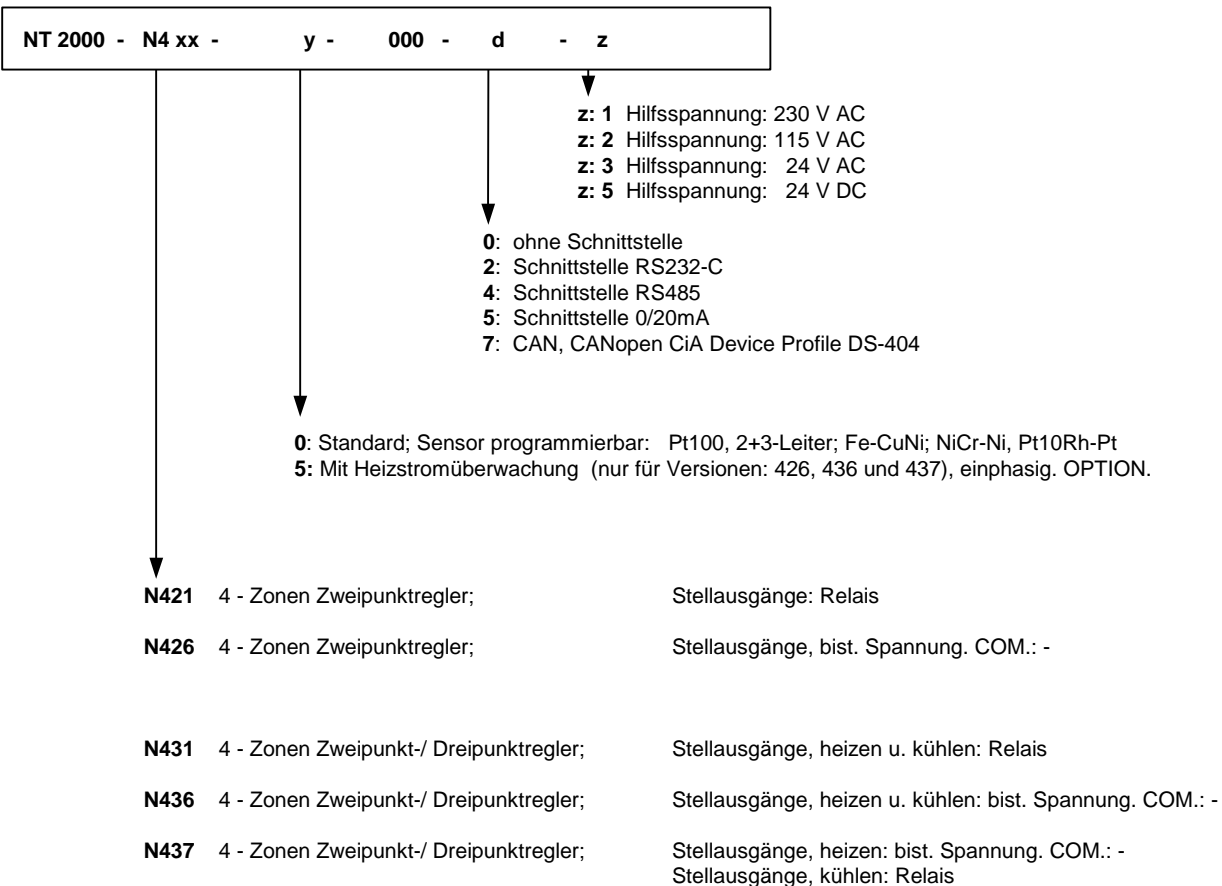 NT 2000 - N4 xx - y - 000 - d - z
z: 1 Hilfsspannung: 230 V AC
z: 2 Hilfsspannung: 115 V AC
z: 3 Hilfsspannung: 24 V AC
z: 5 Hilfsspannung: 24 V DC
0: ohne Schnittstelle
2: Schnittstelle RS232-C
4: Schnittstelle RS485
5: Schnittstelle 0/20mA
7: CAN, CANopen CiA Device Profile DS-404
0: Standard; Sensor programmierbar: Pt100, 2+3-Leiter; Fe-CuNi; NiCr-Ni, Pt10Rh-Pt
5: Mit Heizstromüberwachung (nur für Versionen: 426, 436 und 437), einphasig. OPTION.
N421 4 - Zonen Zweipunktregler; Stellausgänge: Relais
N426 4 - Zonen Zweipunktregler; Stellausgänge, bist. Spannung. COM.: -
N431 4 - Zonen Zweipunkt-/ Dreipunktregler; Stellausgänge, heizen u. kühlen: Relais
N436 4 - Zonen Zweipunkt-/ Dreipunktregler; Stellausgänge, heizen u. kühlen: bist. Spannung. COM.: -
N437 4 - Zonen Zweipunkt-/ Dreipunktregler; Stellausgänge, heizen: bist. Spannung. COM.: -
Stellausgänge, kühlen: Relais